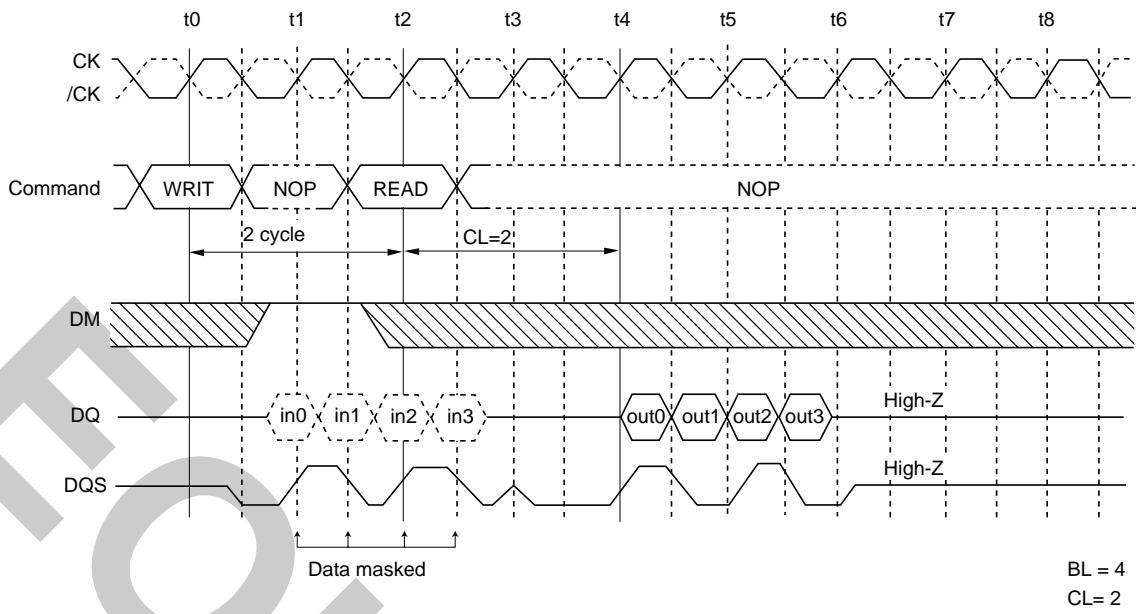 t0 t1 t2 t3 t4 t5 t6 t7 t8
CK
/CK
Command WRIT NOP READ NOP
2 cycle CL=2
DM
DQ in0 in1 in2 in3 out0 out1 out2 out3 High-Z
DQS High-Z
Data masked
BL = 4
CL= 2